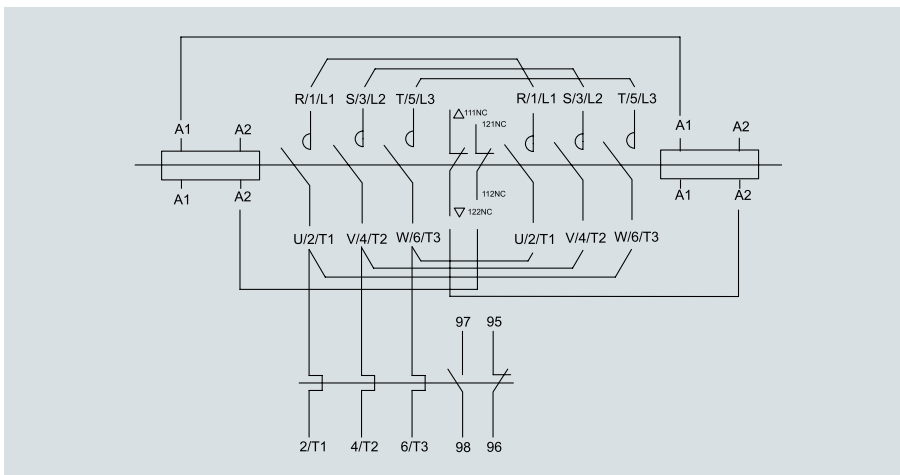 R/1/L1 S/3/L2 T/5/L3 R/1/L1 S/3/L2 T/5/L3
111NC
121NC
A1 A2 A1 A2
A1 A2 A1 A2
112NC
122NC
U/2/T1 V/4/T2 W/6/T3 U/2/T1 V/4/T2 W/6/T3
97 95
2/T1 4/T2 6/T3 98 96